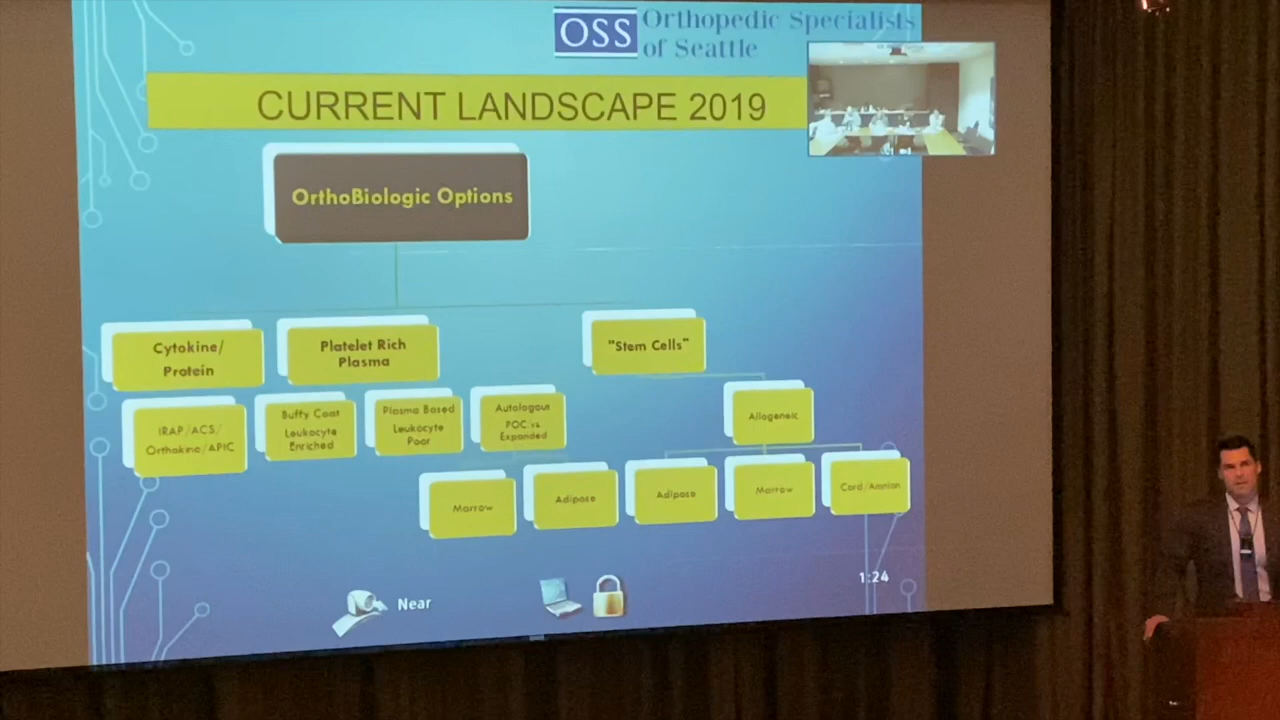 OSS
Orthopedic Specialists
of Seattle
CURRENT LANDSCAPE 2019
OrthoBiologic Options
Cytokine/
Protein
Platelet Rich
Plasma
"Stem Cells"
IRAP/ACS/
Orthokine/APIC
Buffy Coat
Leukocyte
Enriched
Plasma Based
Leukocyte
Poor
Autologous
POC vs.
Expanded
Allogeneic
Marrow
Adipose
Adipose
Marrow
Cord/Amnion
Near
1:24